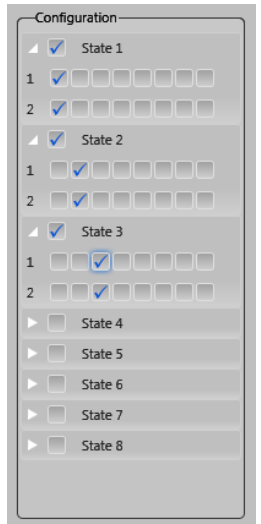 Configuration
State 1
1
2
State 2
1
2
State 3
1
2
State 4
State 5
State 6
State 7
State 8